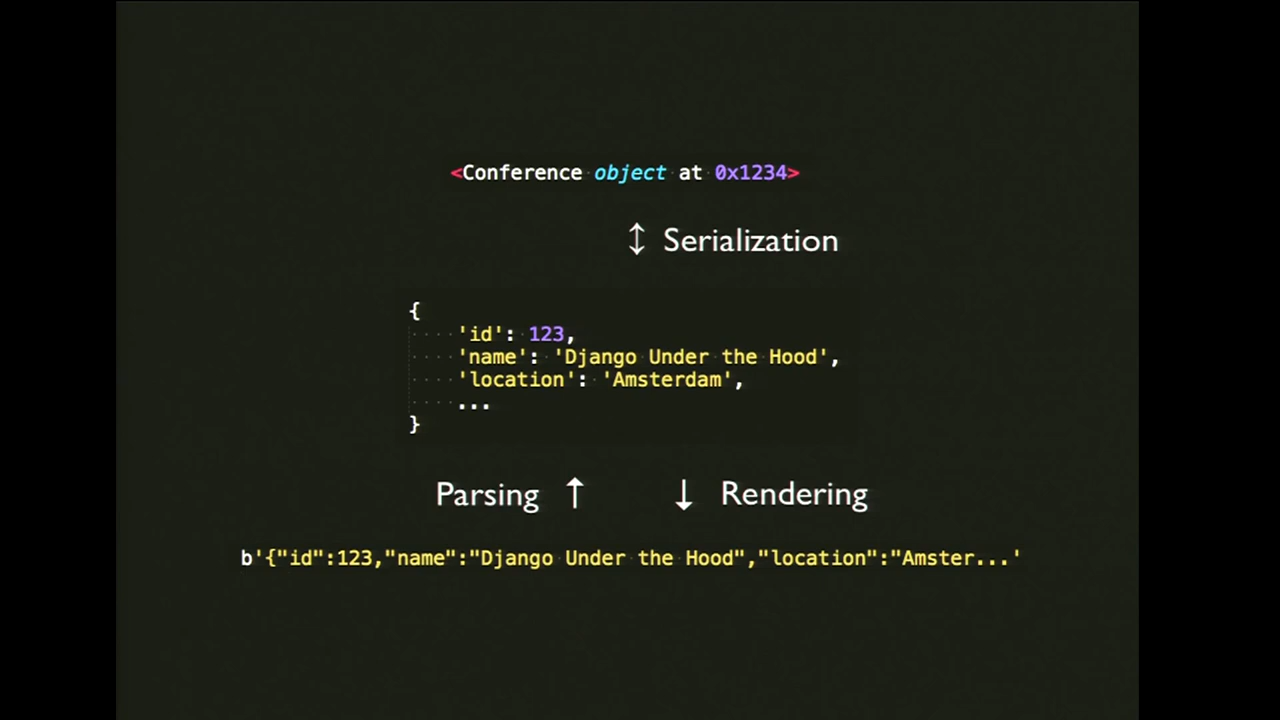 <Conference object at 0x1234>
↕ Serialization
{
'id': 123,
'name': 'Django Under the Hood',
'location': 'Amsterdam',
...
}
Parsing ↑ ↓ Rendering
b'{"id":123,"name":"Django Under the Hood","location":"Amster...'